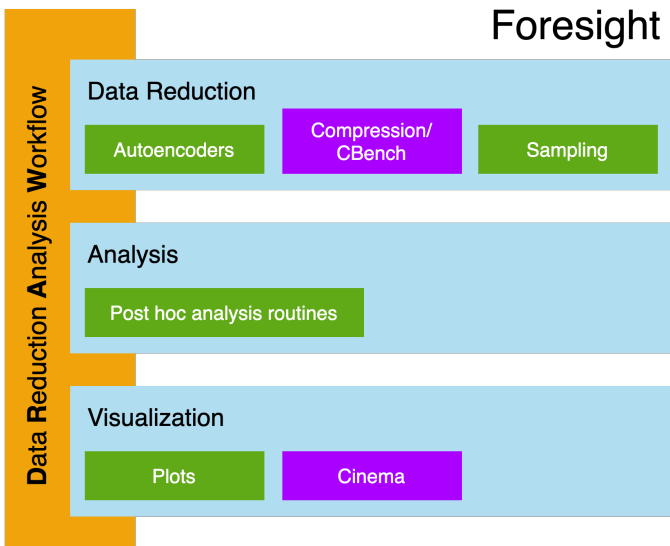 Foresight
Data Reduction Analysis Workflow
Data Reduction
Autoencoders
Compression/
CBench
Sampling
Analysis
Post hoc analysis routines
Visualization
Plots
Cinema